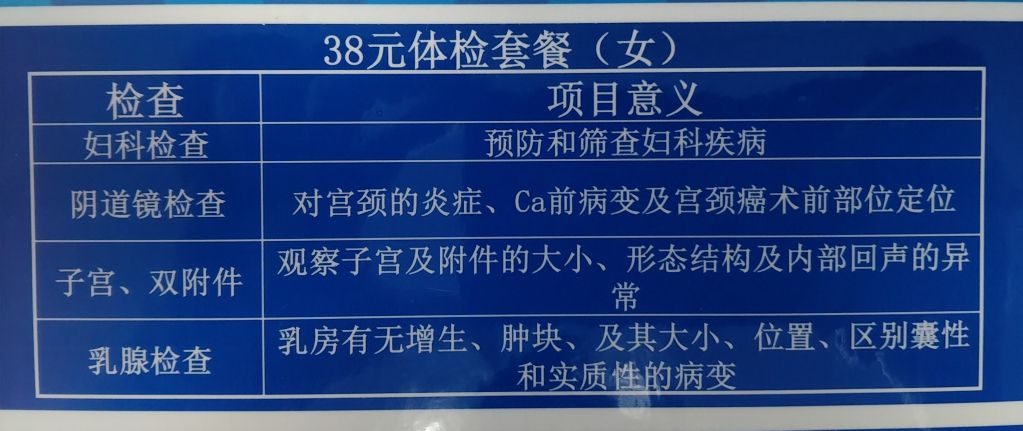 38元体检套餐（女）
检查 项目意义
妇科检查 预防和筛查妇科疾病
阴道镜检查 对宫颈的炎症、Ca前病变及宫颈癌术前部位定位
子宫、双附件 观察子宫及附件的大小、形态结构及内部回声的异
常
乳腺检查 乳房有无增生、肿块、及其大小、位置、区别囊性
和实质性的病变